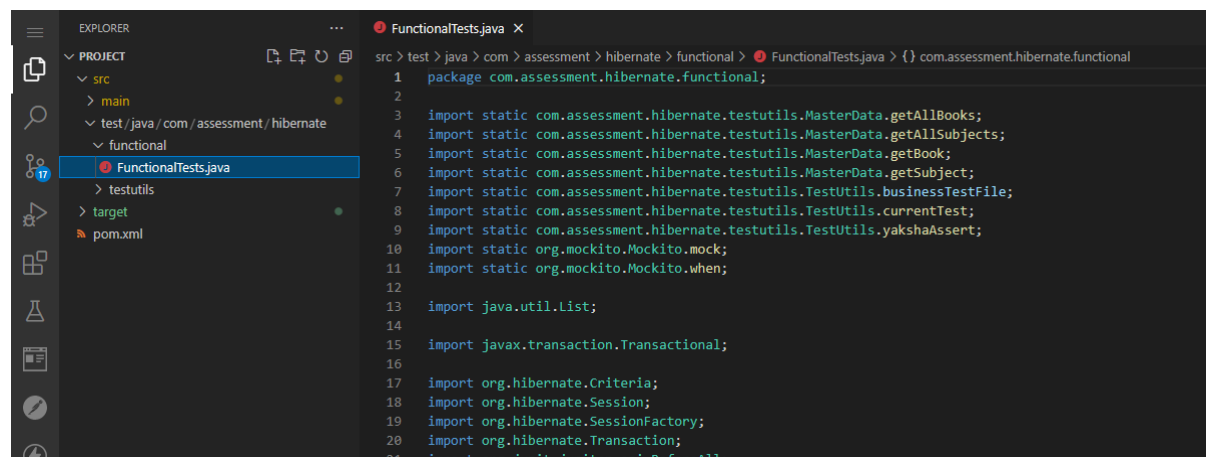 EXPLORER
FunctionalTests.java
PROJECT
src > test > java > com > assessment > hibernate > functional > FunctionalTests.java > {} com.assessment.hibernate.functional
src
main
test/java/com/assessment/hibernate
functional
FunctionalTests.java
testutils
target
pom.xml
17
1 package com.assessment.hibernate.functional;
2
3 import static com.assessment.hibernate.testutils.MasterData.getAllBooks;
4 import static com.assessment.hibernate.testutils.MasterData.getAllSubjects;
5 import static com.assessment.hibernate.testutils.MasterData.getBook;
6 import static com.assessment.hibernate.testutils.MasterData.getSubject;
7 import static com.assessment.hibernate.testutils.TestUtils.businessTestFile;
8 import static com.assessment.hibernate.testutils.TestUtils.currentTest;
9 import static com.assessment.hibernate.testutils.TestUtils.yakshaAssert;
10 import static org.mockito.Mockito.mock;
11 import static org.mockito.Mockito.when;
12
13 import java.util.List;
14
15 import javax.transaction.Transactional;
16
17 import org.hibernate.Criteria;
18 import org.hibernate.Session;
19 import org.hibernate.SessionFactory;
20 import org.hibernate.Transaction;